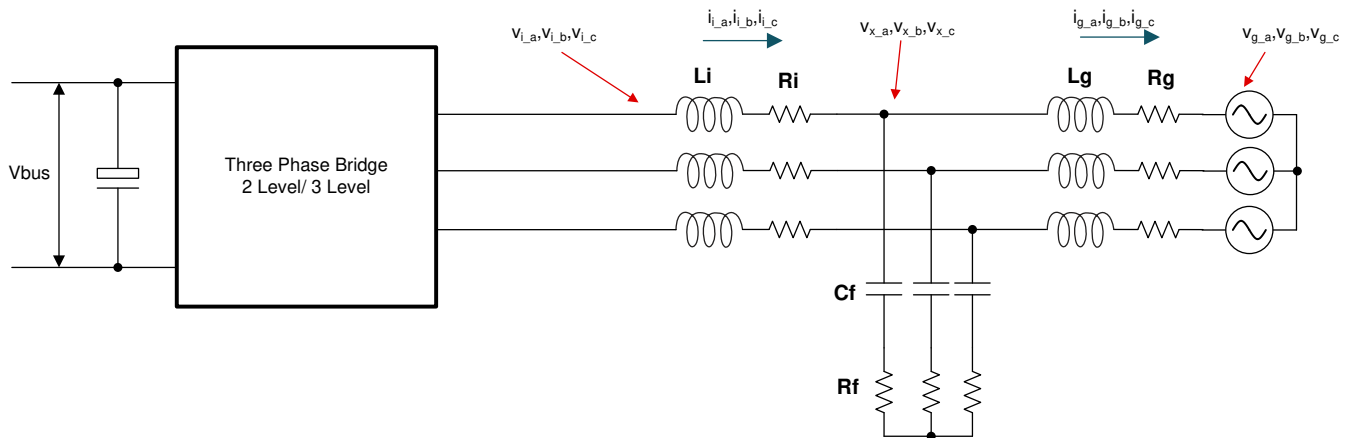 v_{i_a},v_{i_b},v_{i_c}
i_{i_a},i_{i_b},i_{i_c}
v_{x_a},v_{x_b},v_{x_c}
i_{g_a},i_{g_b},i_{g_c}
v_{g_a},v_{g_b},v_{g_c}
Li
Ri
Lg
Rg
Vbus
Three Phase Bridge
2 Level/ 3 Level
Cf
Rf